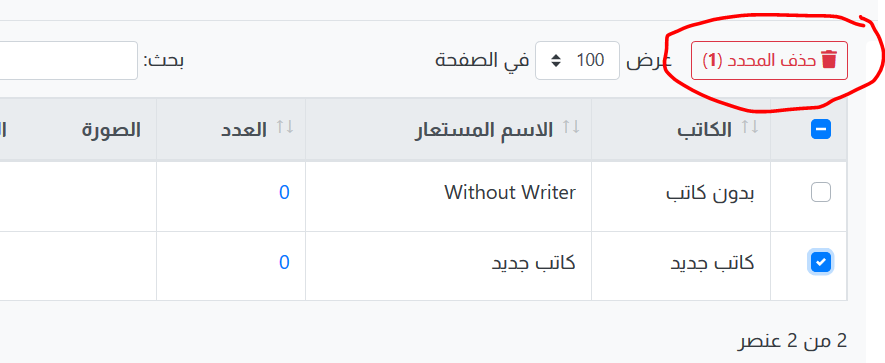 حذف المحدد (1) عرض 100 في الصفحة بحث:
الكاتب الاسم المستعار العدد الصورة
بدون كاتب Without Writer 0
كاتب جديد كاتب جديد 0
2 من 2 عنصر